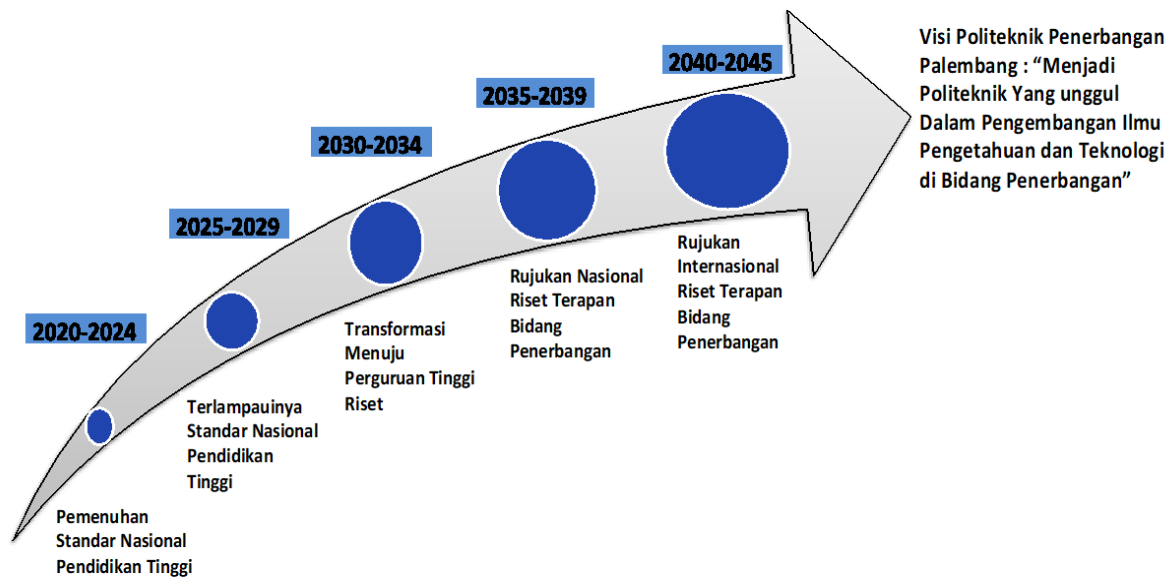 2020-2024
Pemenuhan
Standar Nasional
Pendidikan Tinggi
2025-2029
Terlampauinya
Standar Nasional
Pendidikan
Tinggi
2030-2034
Transformasi
Menuju
Perguruan Tinggi
Riset
2035-2039
Rujukan Nasional
Riset Terapan
Bidang
Penerbangan
2040-2045
Rujukan
Internasional
Riset Terapan
Bidang
Penerbangan
Visi Politeknik Penerbangan
Palembang : “Menjadi
Politeknik Yang unggul
Dalam Pengembangan Ilmu
Pengetahuan dan Teknologi
di Bidang Penerbangan”